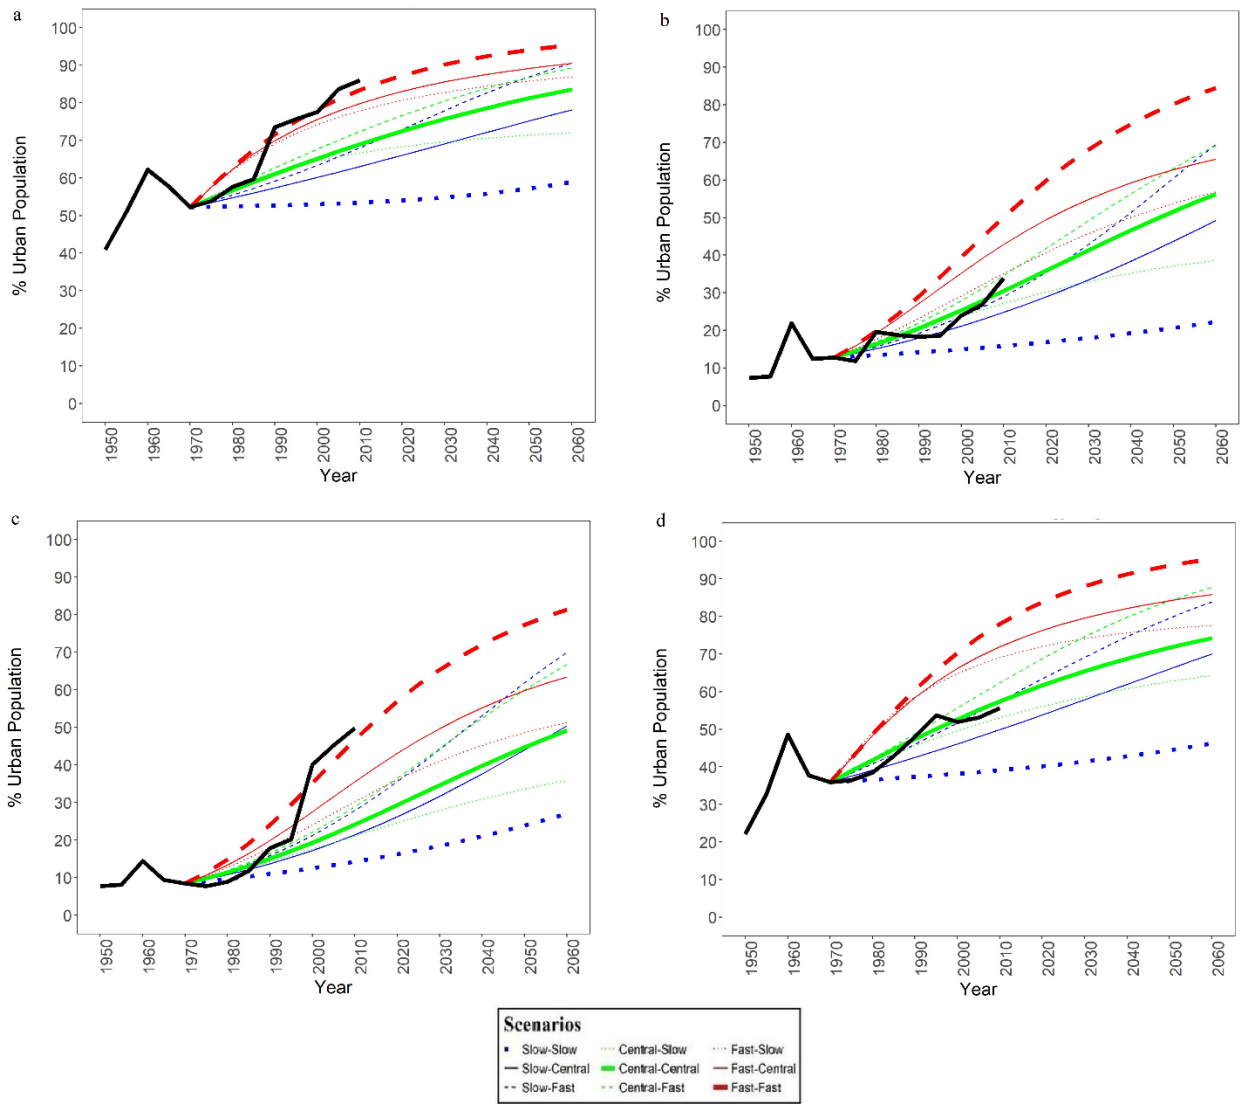 a
100
90
80
70
60
50
40
30
20
10
0
% Urban Population
1950 1960 1970 1980 1990 2000 2010 2020 2030 2040 2050 2060
Year
b
100
90
80
70
60
50
40
30
20
10
0
% Urban Population
1950 1960 1970 1980 1990 2000 2010 2020 2030 2040 2050 2060
Year
c
100
90
80
70
60
50
40
30
20
10
0
% Urban Population
1950 1960 1970 1980 1990 2000 2010 2020 2030 2040 2050 2060
Year
d
100
90
80
70
60
50
40
30
20
10
0
% Urban Population
1950 1960 1970 1980 1990 2000 2010 2020 2030 2040 2050 2060
Year
Scenarios
Slow-Slow Central-Slow Fast-Slow
Slow-Central Central-Central Fast-Central
Slow-Fast Central-Fast Fast-Fast